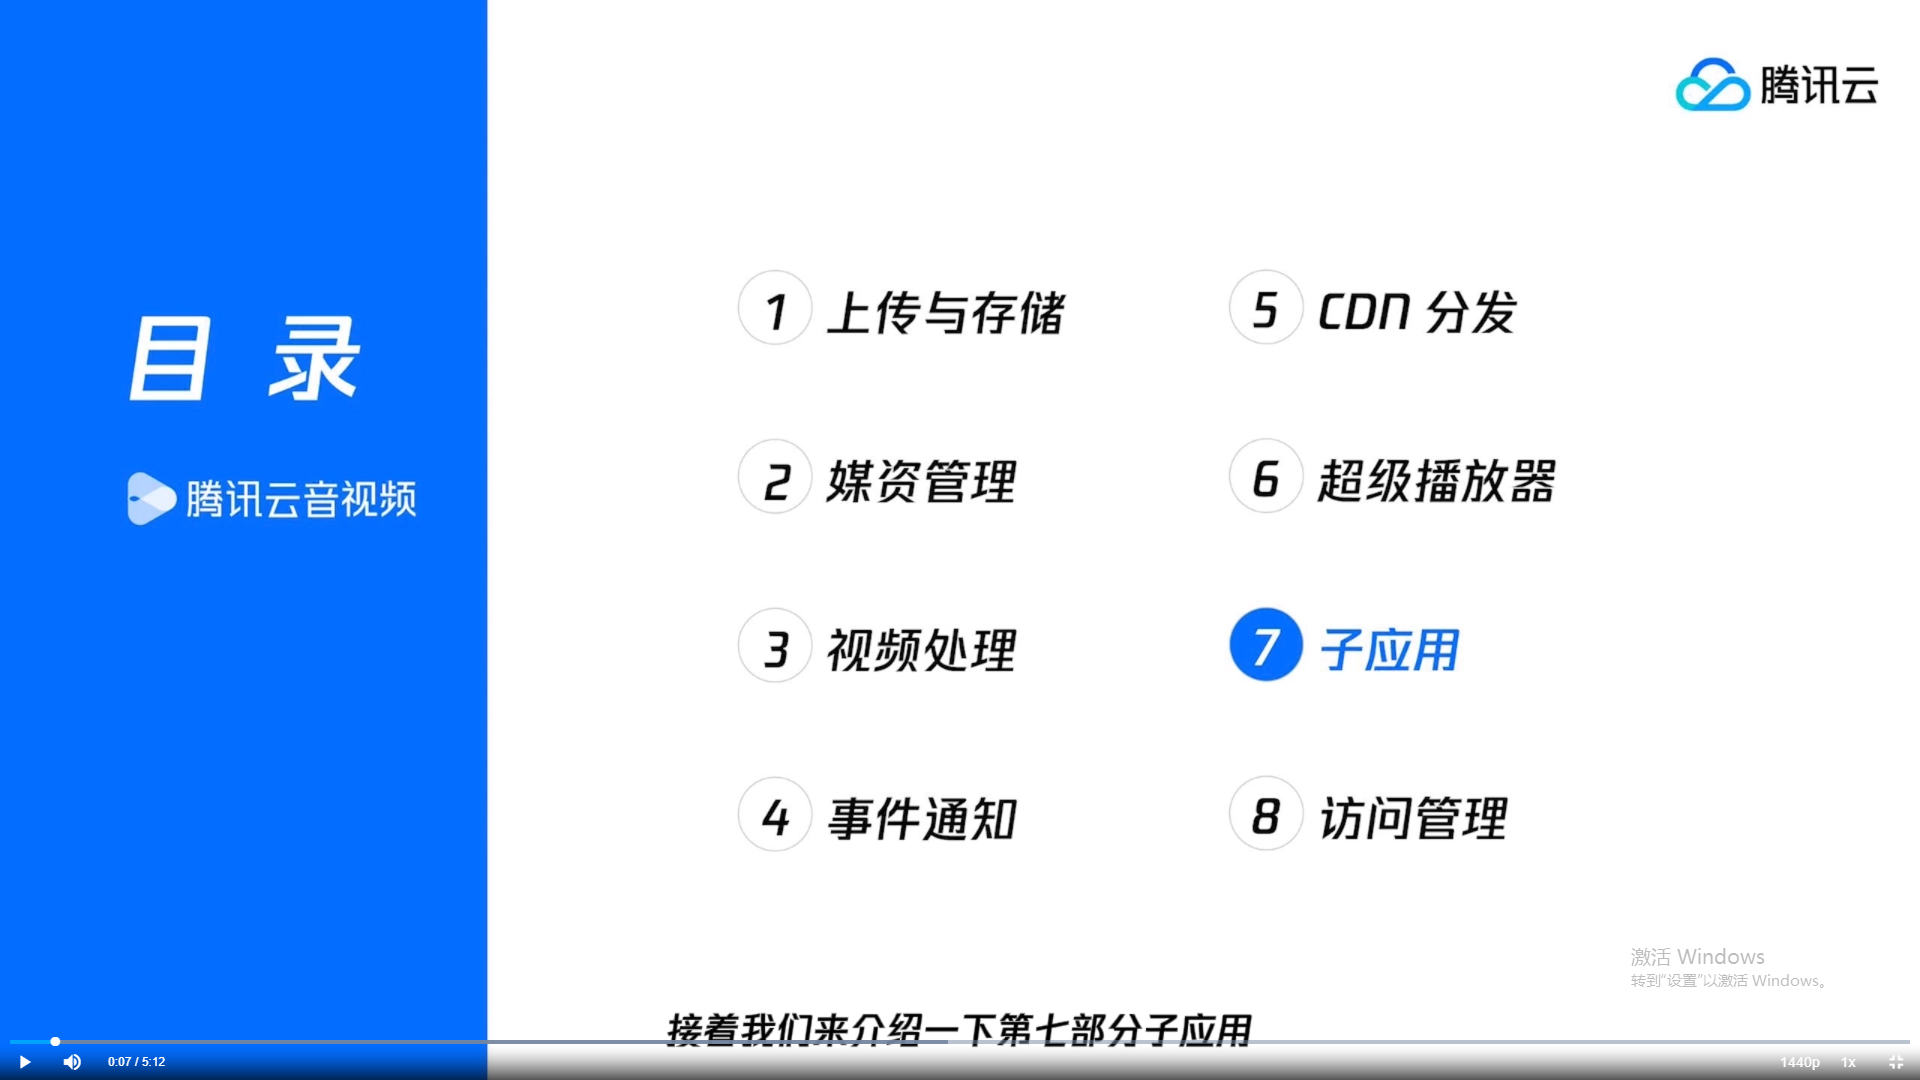 腾讯云
目 录
腾讯云音视频
1 上传与存储
2 媒资管理
3 视频处理
4 事件通知
5 CDN 分发
6 超级播放器
7 子应用
8 访问管理
激活 Windows
转到“设置”以激活 Windows。
接着我们来介绍一下第七部分子应用
0:07 / 5:12
1440p 1x